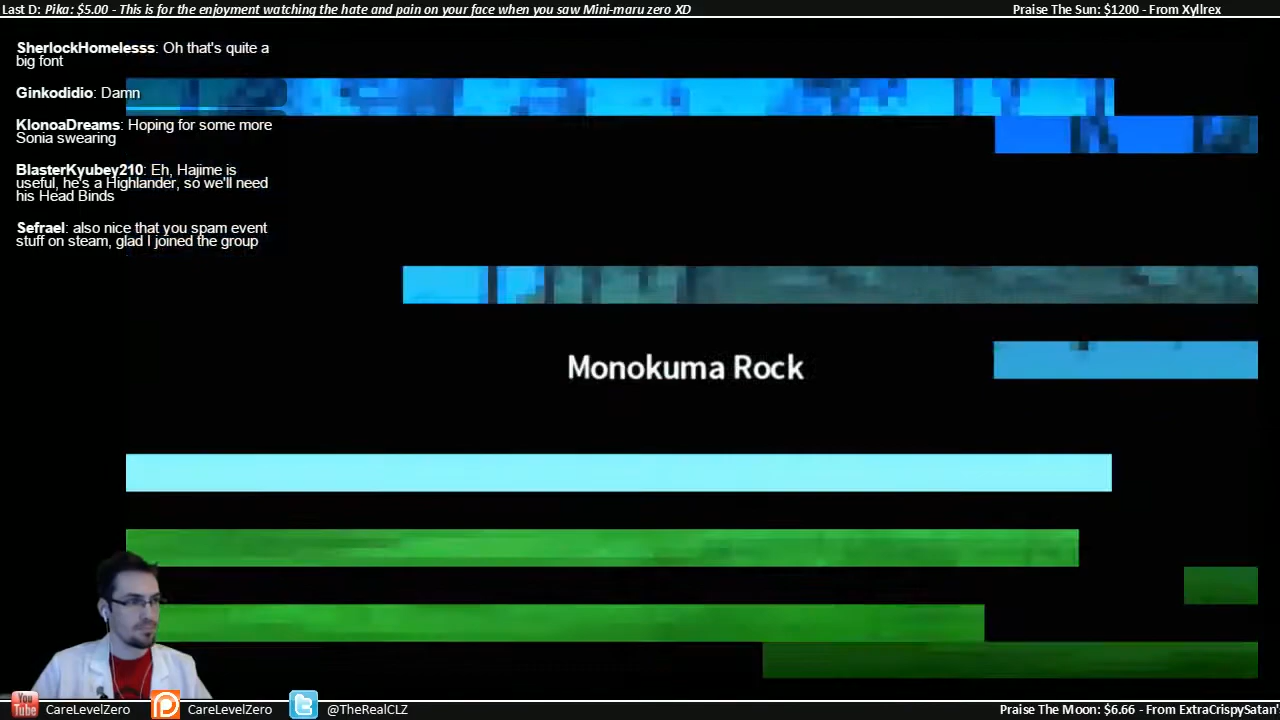 Last D: Pika: $5.00 - This is for the enjoyment watching the hate and pain on your face when you saw Mini-maru zero XD
Praise The Sun: $1200 - From Xyllrex
SherlockHomelesss: Oh that's quite a
big font
Ginkodidio: Damn
KlonoaDreams: Hoping for some more
Sonia swearing
BlasterKyubey210: Eh, Hajime is
useful, he's a Highlander, so we'll need
his Head Binds
Sefrael: also nice that you spam event
stuff on steam, glad I joined the group
Monokuma Rock
You
Tube
CareLevelZero
CareLevelZero
@TheRealCLZ
Praise The Moon: $6.66 - From ExtraCrispySatan'